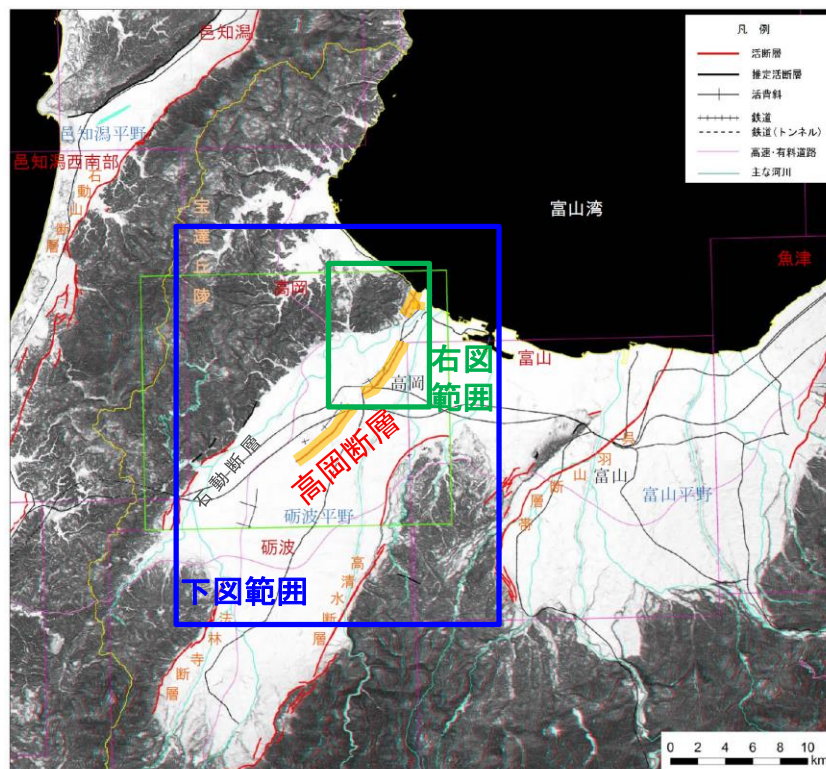 邑知潟
凡 例
活断層
推定活断層
活背斜
鉄道
鉄道(トンネル)
高速・有料道路
主な河川
邑知潟平野
邑知潟西南部
石動山断層
宝達丘陵
富山湾
魚津
高岡
右図
範囲
富山
高岡
石動断層
高岡断層
呉羽山断層帯
富山
砺波平野
富山平野
砺波
高清水断層
下図範囲
法林寺断層
0 2 4 6 8 10
km